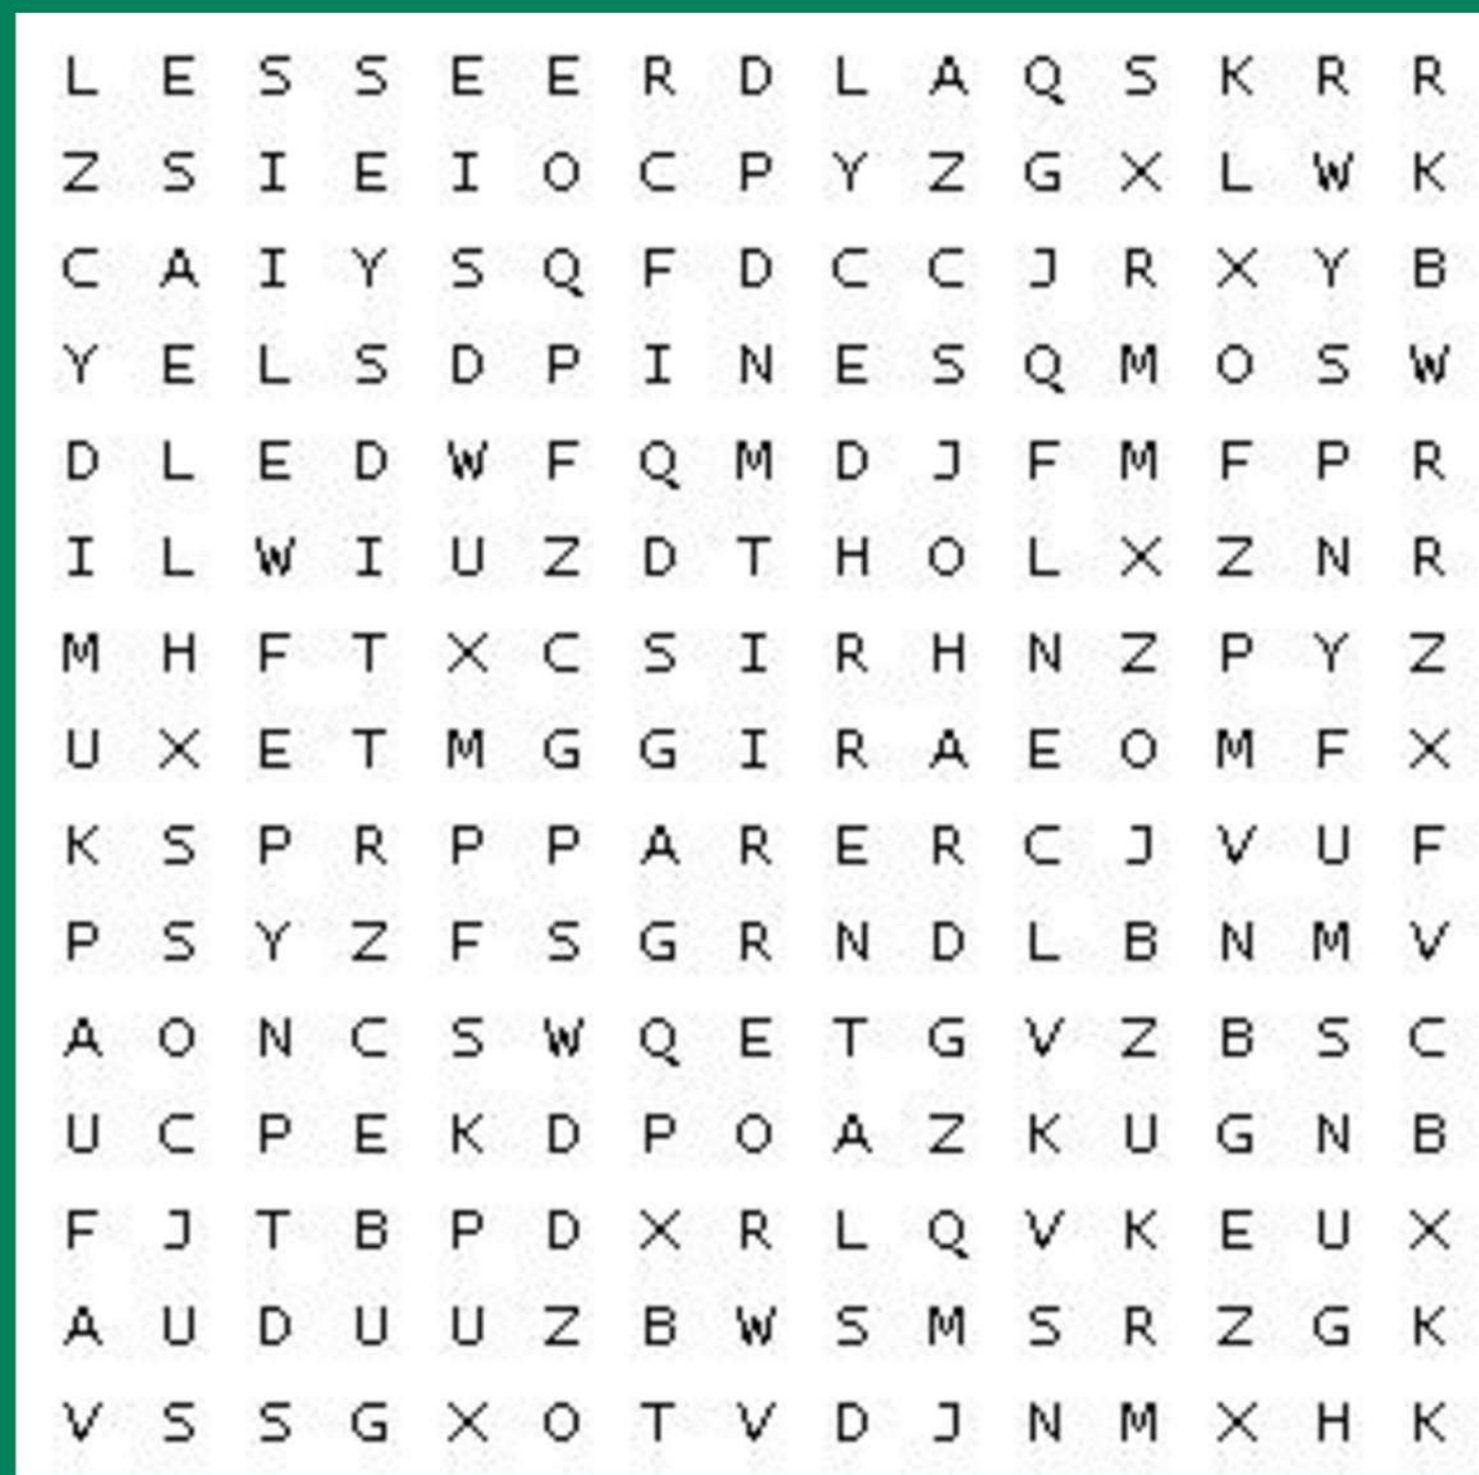 L E S S E E R D L A Q S K R R
Z S I E I O C P Y Z G X L W K
C A I Y S Q F D C C J R X Y B
Y E L S D P I N E S Q M O S W
D L E D W F Q M D J F M F P R
I L W I U Z D T H O L X Z N R
M H F T X C S I R H N Z P Y Z
U X E T M G G I R A E O M F X
K S P R P P A R E R C J V U F
P S Y Z F S G R N D L B N M V
A O N C S W Q E T G V Z B S C
U C P E K D P O A Z K U G N B
F J T B P D X R L Q V K E U X
A U D U U Z B W S M S R Z G K
V S S G X O T V D J N M X H K